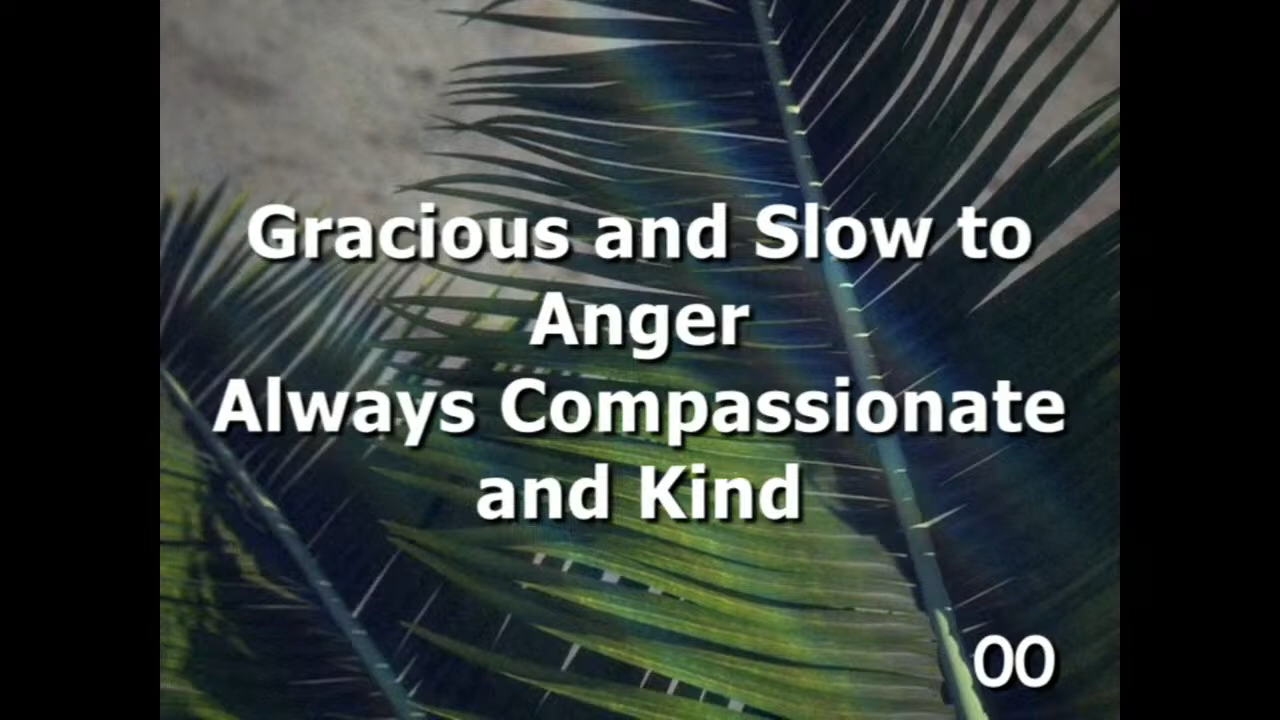 Gracious and Slow to
Anger
Always Compassionate
and Kind
00